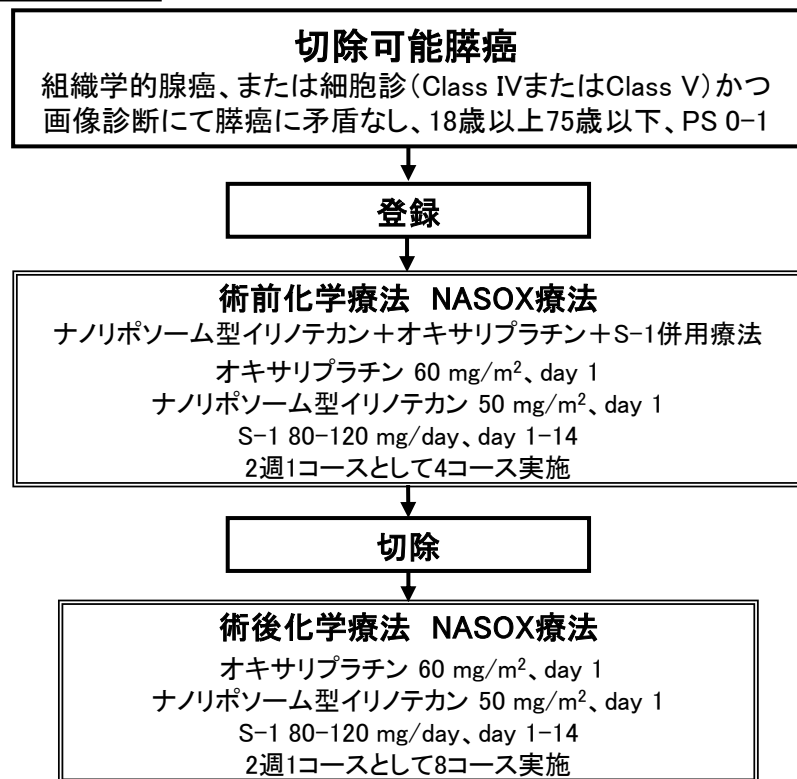 切除可能膵癌
組織学的腺癌、または細胞診(Class IVまたはClass V)かつ
画像診断にて膵癌に矛盾なし、18歳以上75歳以下、PS 0-1
登録
術前化学療法 NASOX療法
ナノリポソーム型イリノテカン+オキサリプラチン+S-1併用療法
オキサリプラチン 60 mg/m²、day 1
ナノリポソーム型イリノテカン 50 mg/m²、day 1
S-1 80-120 mg/day、day 1-14
2週1コースとして4コース実施
切除
術後化学療法 NASOX療法
オキサリプラチン 60 mg/m²、day 1
ナノリポソーム型イリノテカン 50 mg/m²、day 1
S-1 80-120 mg/day、day 1-14
2週1コースとして8コース実施